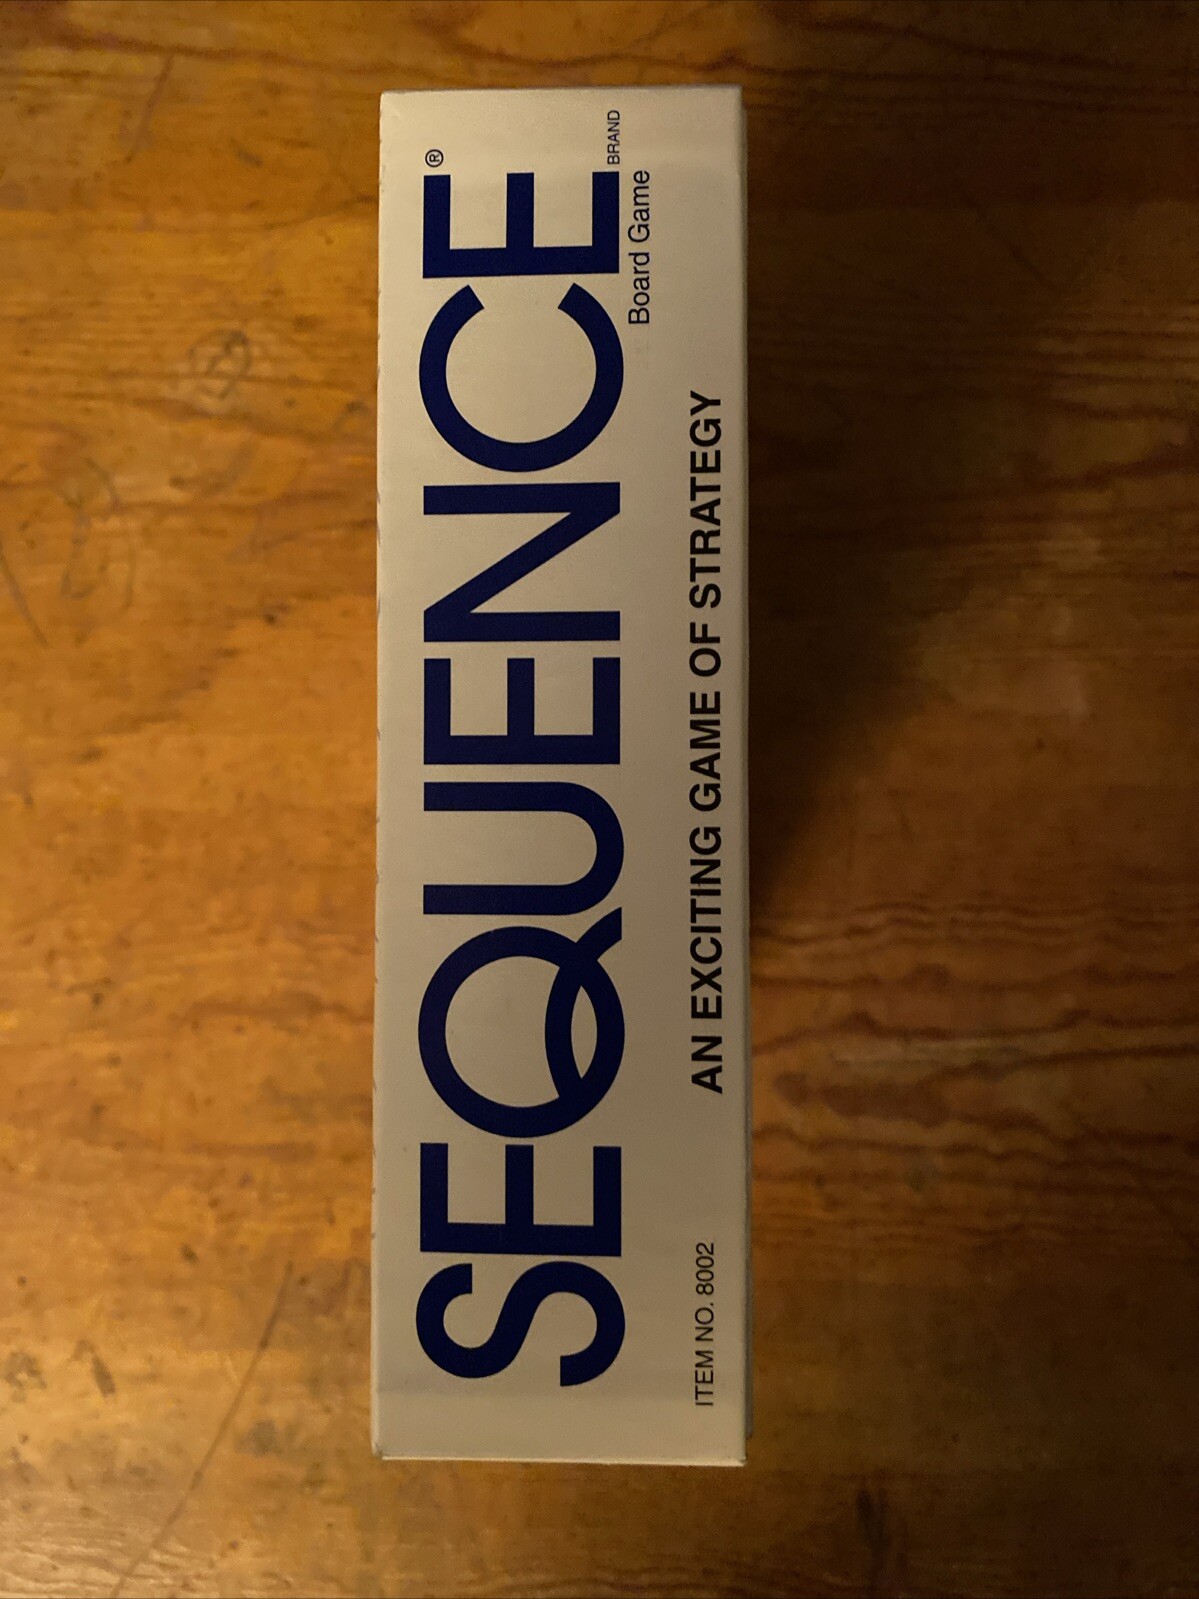 SEQUENCE®
BRAND
Board Game
AN EXCITING GAME OF STRATEGY
ITEM NO. 8002